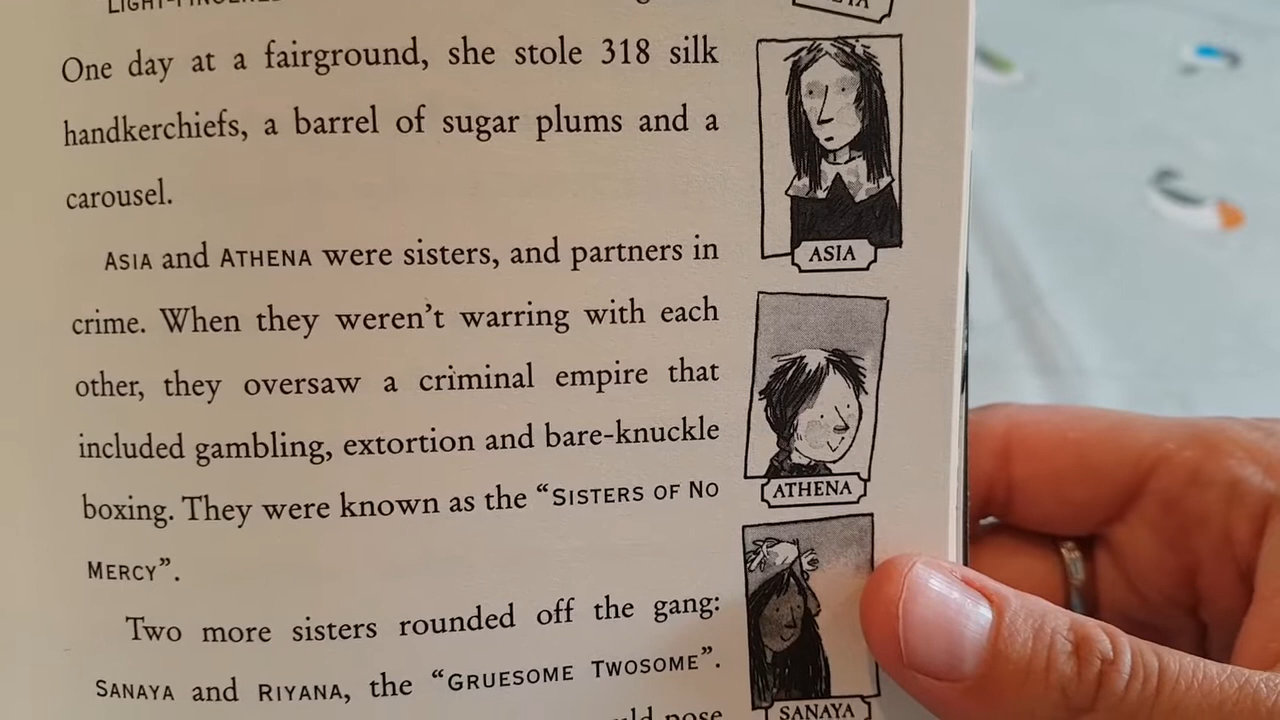 LIGHT-FINGERED
One day at a fairground, she stole 318 silk
handkerchiefs, a barrel of sugar plums and a
carousel.
ASIA and ATHENA were sisters, and partners in
crime. When they weren't warring with each
other, they oversaw a criminal empire that
included gambling, extortion and bare-knuckle
boxing. They were known as the “SISTERS OF NO
MERCY”.
Two more sisters rounded off the gang:
SANAYA and RIYANA, the “GRUESOME TWOSOME”.
ASIA
ATHENA
SANAYA